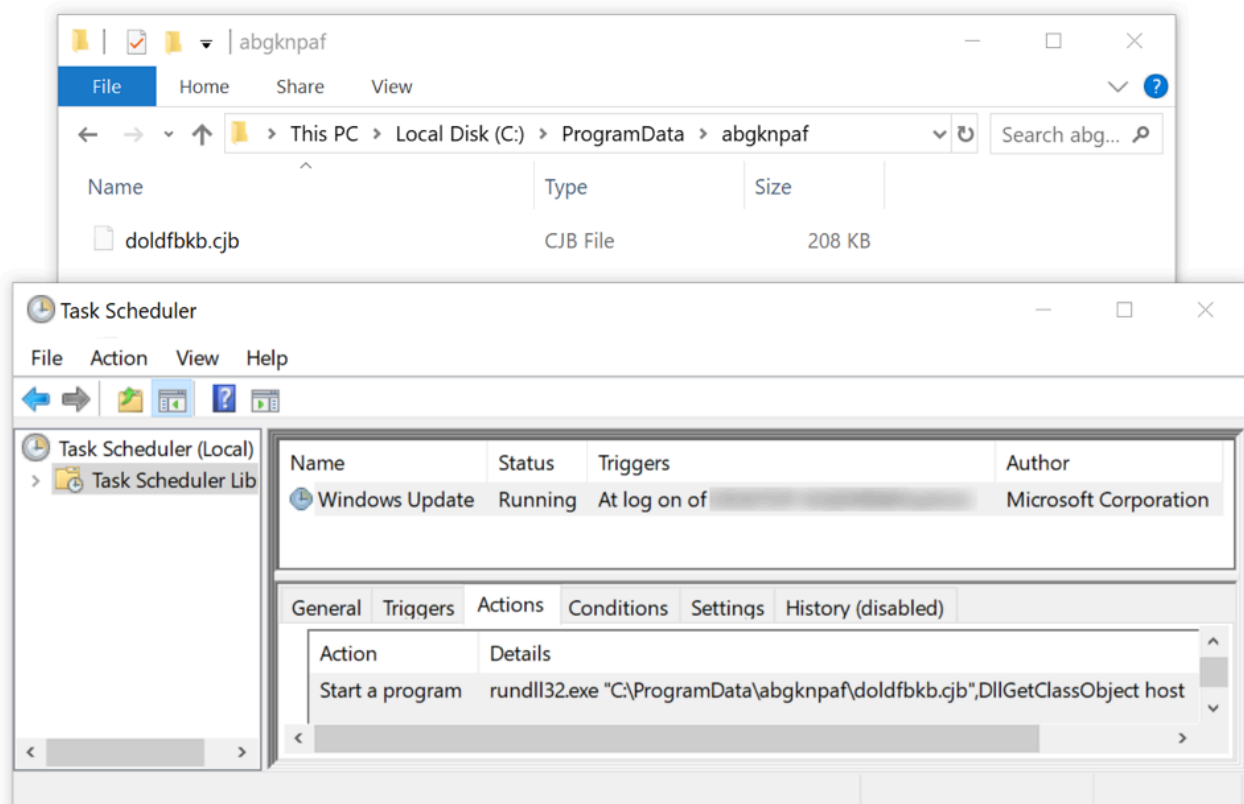 abgknpaf
File Home Share View
This PC > Local Disk (C:) > ProgramData > abgknpaf Search abg...
Name Type Size
doldfbkb.cjb CJB File 208 KB
Task Scheduler
File Action View Help
Task Scheduler (Local)
Task Scheduler Lib
Name Status Triggers Author
Windows Update Running At log on of Microsoft Corporation
General Triggers Actions Conditions Settings History (disabled)
Action Details
Start a program rundll32.exe "C:\ProgramData\abgknpaf\doldfbkb.cjb",DllGetClassObject host